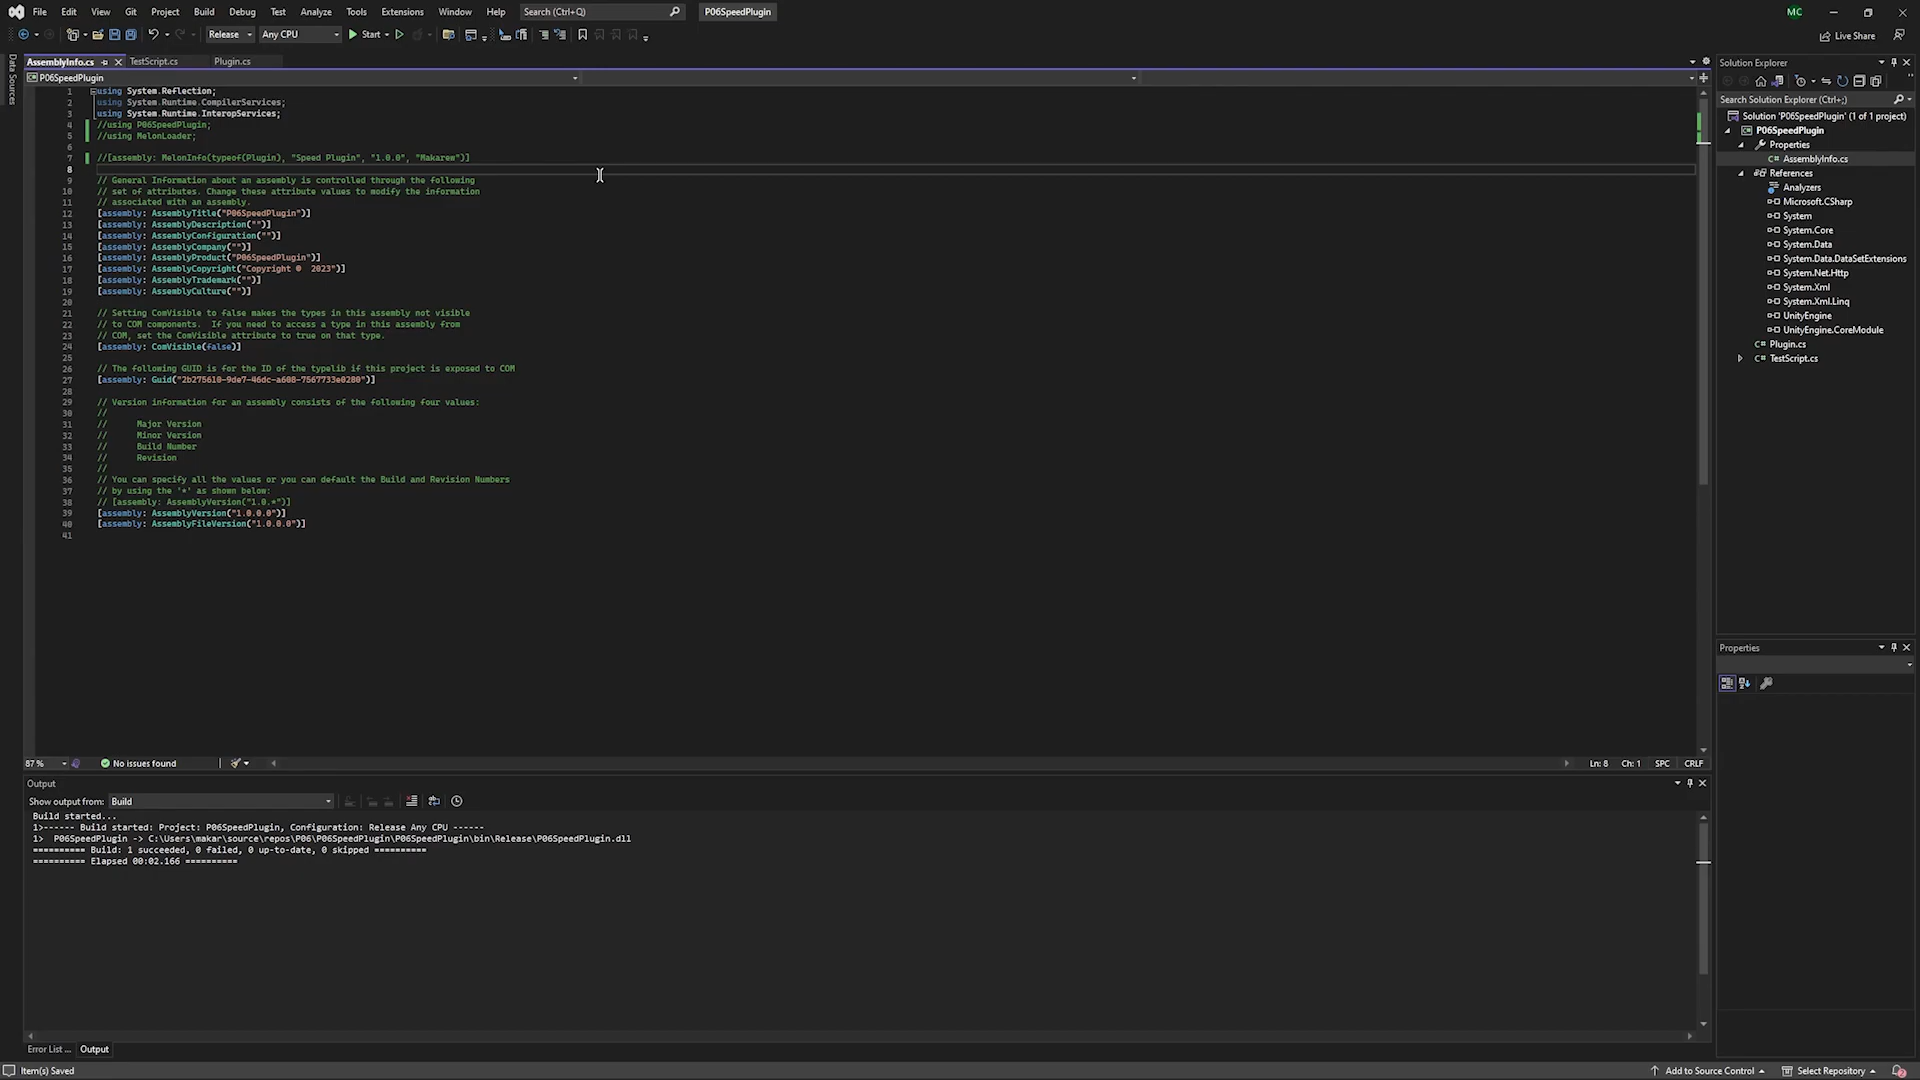 File Edit View Git Project Build Debug Test Analyze Tools Extensions Window Help Search (Ctrl+Q) P06SpeedPlugin MC
Release Any CPU Start Live Share
Data Sources
AssemblyInfo.cs TestScript.cs Plugin.cs
P06SpeedPlugin
1 using System.Reflection;
2 using System.Runtime.CompilerServices;
3 using System.Runtime.InteropServices;
4 //using P06SpeedPlugin;
5 //using MelonLoader;
6
7 //[assembly: MelonInfo(typeof(Plugin), "Speed Plugin", "1.0.0", "Makarew")]
8
9 // General Information about an assembly is controlled through the following
10 // set of attributes. Change these attribute values to modify the information
11 // associated with an assembly.
12 [assembly: AssemblyTitle("P06SpeedPlugin")]
13 [assembly: AssemblyDescription("")]
14 [assembly: AssemblyConfiguration("")]
15 [assembly: AssemblyCompany("")]
16 [assembly: AssemblyProduct("P06SpeedPlugin")]
17 [assembly: AssemblyCopyright("Copyright ©  2023")]
18 [assembly: AssemblyTrademark("")]
19 [assembly: AssemblyCulture("")]
20
21 // Setting ComVisible to false makes the types in this assembly not visible
22 // to COM components.  If you need to access a type in this assembly from
23 // COM, set the ComVisible attribute to true on that type.
24 [assembly: ComVisible(false)]
25
26 // The following GUID is for the ID of the typelib if this project is exposed to COM
27 [assembly: Guid("2b275610-9de7-46dc-a608-7567733e0280")]
28
29 // Version information for an assembly consists of the following four values:
30 //
31 //      Major Version
32 //      Minor Version
33 //      Build Number
34 //      Revision
35 //
36 // You can specify all the values or you can default the Build and Revision Numbers
37 // by using the '*' as shown below:
38 // [assembly: AssemblyVersion("1.0.*")]
39 [assembly: AssemblyVersion("1.0.0.0")]
40 [assembly: AssemblyFileVersion("1.0.0.0")]
41
87 % No issues found Ln: 8 Ch: 1 SPC CRLF
Output
Show output from: Build
Build started...
1>------ Build started: Project: P06SpeedPlugin, Configuration: Release Any CPU ------
1>  P06SpeedPlugin -> C:\Users\makar\source\repos\P06\P06SpeedPlugin\P06SpeedPlugin\bin\Release\P06SpeedPlugin.dll
========== Build: 1 succeeded, 0 failed, 0 up-to-date, 0 skipped ==========
========== Elapsed 00:02.166 ==========
Error List ... Output
Item(s) Saved Add to Source Control Select Repository
Solution Explorer
Search Solution Explorer (Ctrl+;)
Solution 'P06SpeedPlugin' (1 of 1 project)
P06SpeedPlugin
Properties
C# AssemblyInfo.cs
References
Analyzers
Microsoft.CSharp
System
System.Core
System.Data
System.Data.DataSetExtensions
System.Net.Http
System.Xml
System.Xml.Linq
UnityEngine
UnityEngine.CoreModule
C# Plugin.cs
C# TestScript.cs
Properties